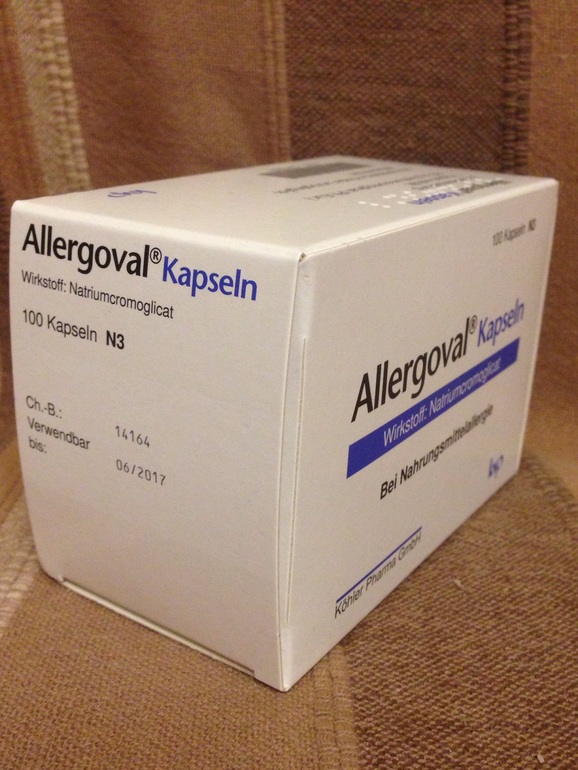 Allergoval® Kapseln
Wirkstoff: Natriumcromoglicat
100 Kapseln N3
Ch.-B.: 14164
Verwendbar
bis: 06/2017
100 Kapseln N3
Allergoval® Kapseln
Wirkstoff: Natriumcromoglicat
Bei Nahrungsmittelallergie
Köhler Pharma GmbH